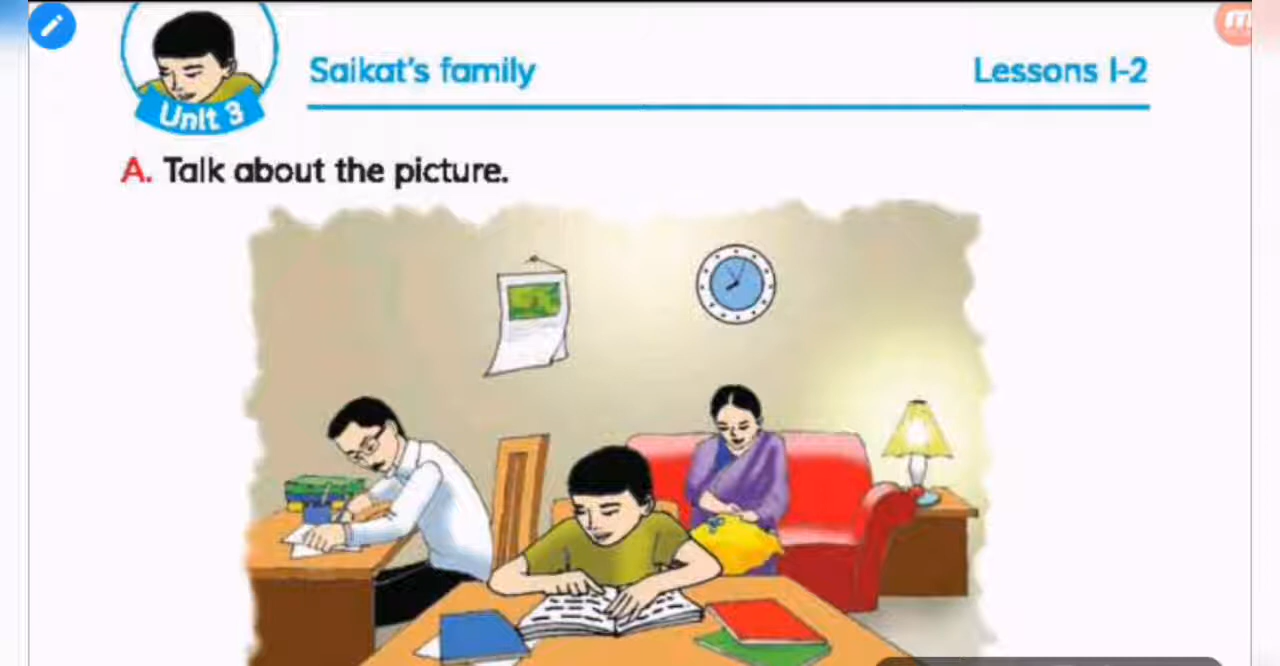 Saikat's family
Lessons 1-2
Unit 3
A. Talk about the picture.